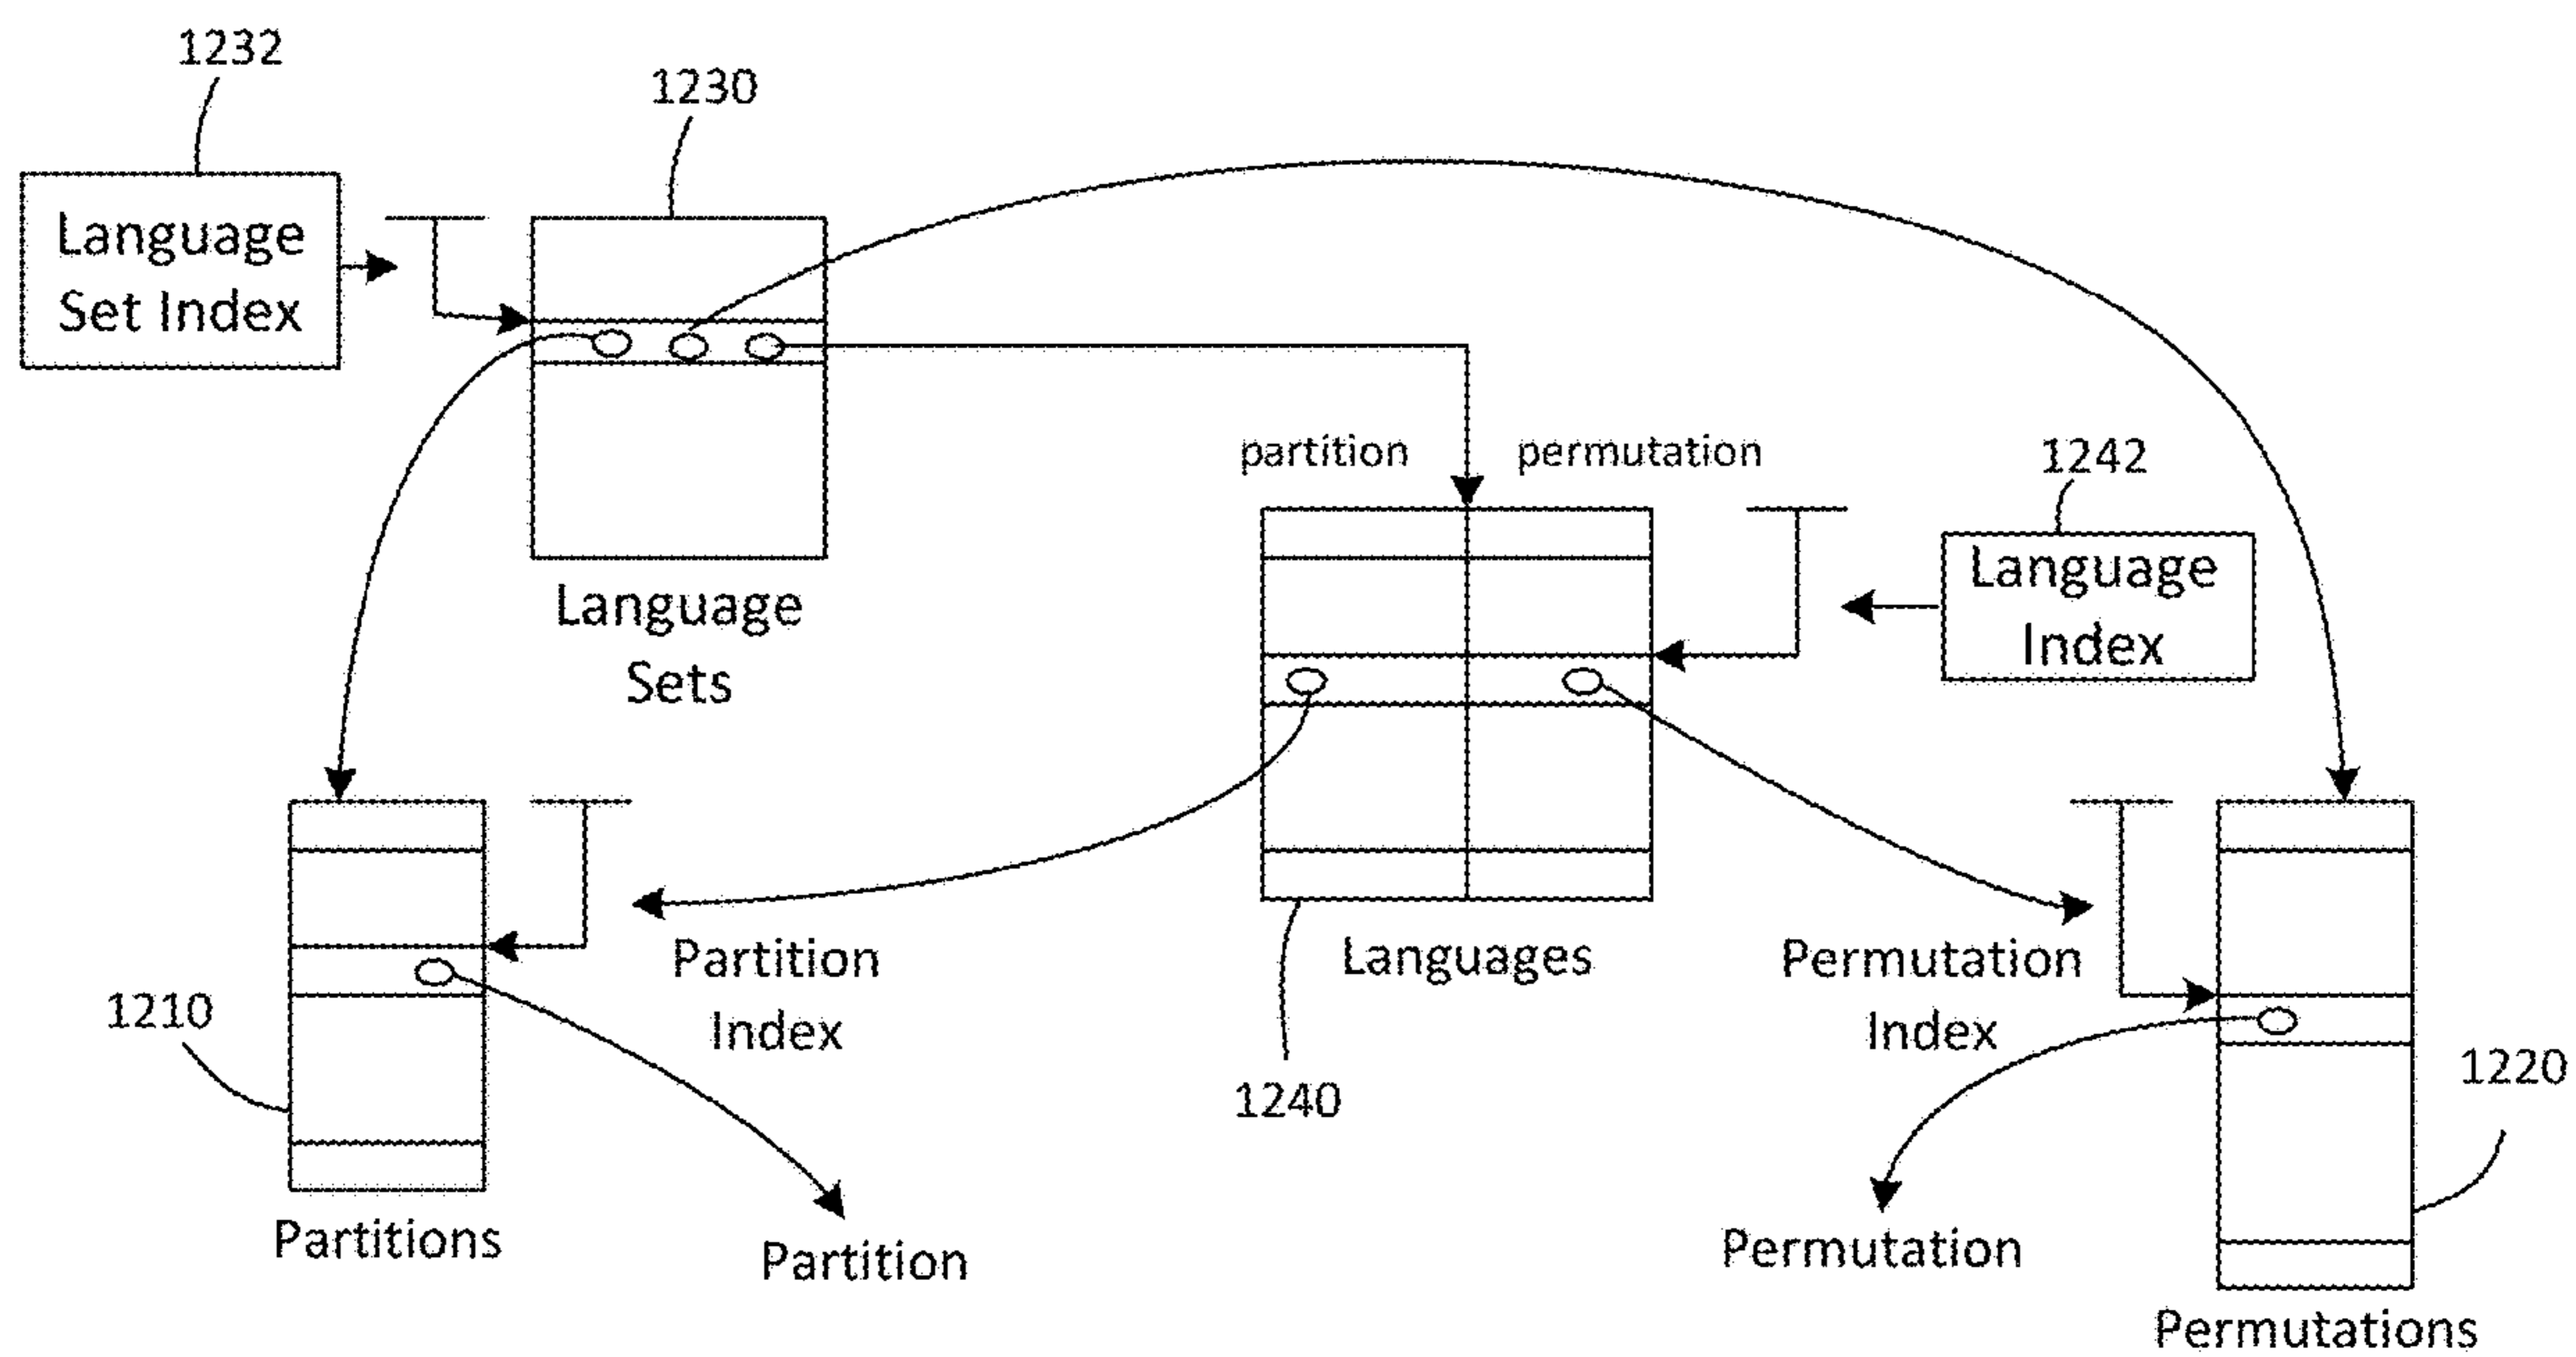 1232
1230
Language
Set Index
partition
permutation
1242
Language
Sets
Language
Index
Partition
Index
Languages
Permutation
Index
1210
1240
1220
Partitions
Partition
Permutation
Permutations